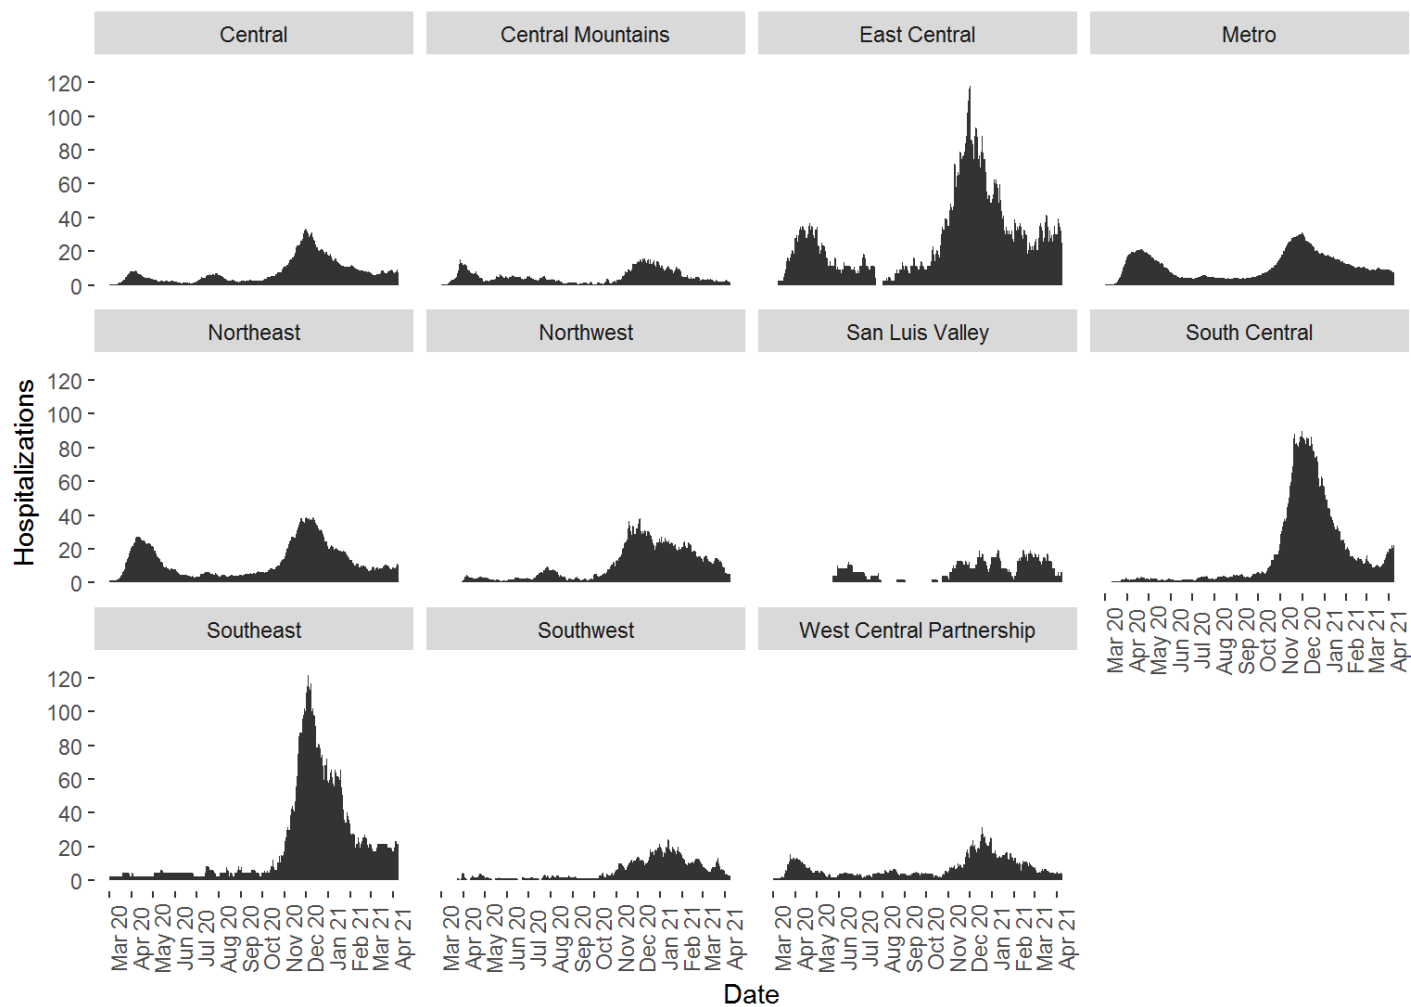 Central Central Mountains East Central Metro
120
100
80
60
40
20
0
Northeast Northwest San Luis Valley South Central
120
100
80
60
40
20
0
Hospitalizations
Mar 20 Apr 20 May 20 Jun 20 Jul 20 Aug 20 Sep 20 Oct 20 Nov 20 Dec 20 Jan 21 Feb 21 Mar 21 Apr 21
Southeast Southwest West Central Partnership
120
100
80
60
40
20
0
Mar 20 Apr 20 May 20 Jun 20 Jul 20 Aug 20 Sep 20 Oct 20 Nov 20 Dec 20 Jan 21 Feb 21 Mar 21 Apr 21
Mar 20 Apr 20 May 20 Jun 20 Jul 20 Aug 20 Sep 20 Oct 20 Nov 20 Dec 20 Jan 21 Feb 21 Mar 21 Apr 21
Mar 20 Apr 20 May 20 Jun 20 Jul 20 Aug 20 Sep 20 Oct 20 Nov 20 Dec 20 Jan 21 Feb 21 Mar 21 Apr 21
Date